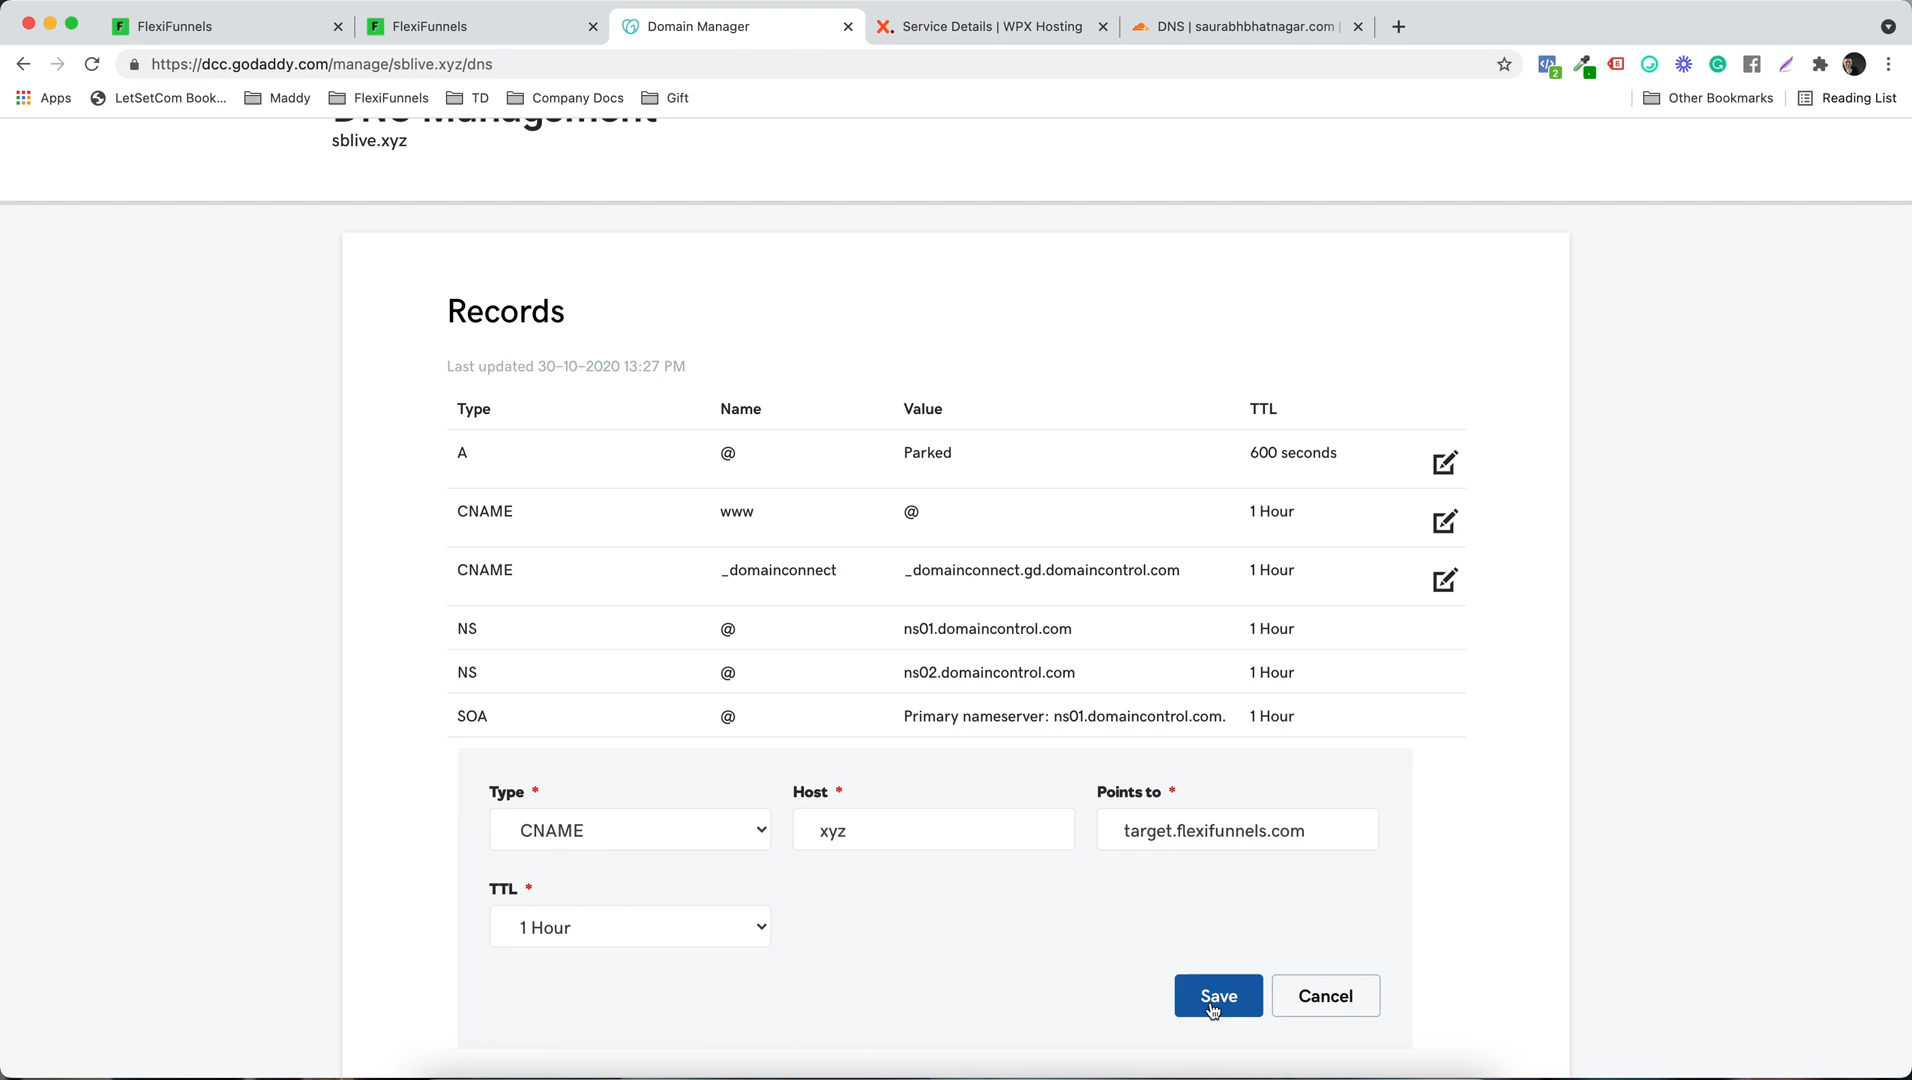 FlexiFunnels
FlexiFunnels
Domain Manager
Service Details | WPX Hosting
DNS | saurabhbhatnagar.com |
https://dcc.godaddy.com/manage/sblive.xyz/dns
2
6
Apps
LetSetCom Book...
Maddy
FlexiFunnels
TD
Company Docs
Gift
Other Bookmarks
Reading List
DNS Management
sblive.xyz
Records
Last updated 30-10-2020 13:27 PM
Type Name Value TTL
A @ Parked 600 seconds
CNAME www @ 1 Hour
CNAME _domainconnect _domainconnect.gd.domaincontrol.com 1 Hour
NS @ ns01.domaincontrol.com 1 Hour
NS @ ns02.domaincontrol.com 1 Hour
SOA @ Primary nameserver: ns01.domaincontrol.com. 1 Hour
Type * Host * Points to *
CNAME xyz target.flexifunnels.com
TTL *
1 Hour
Save Cancel